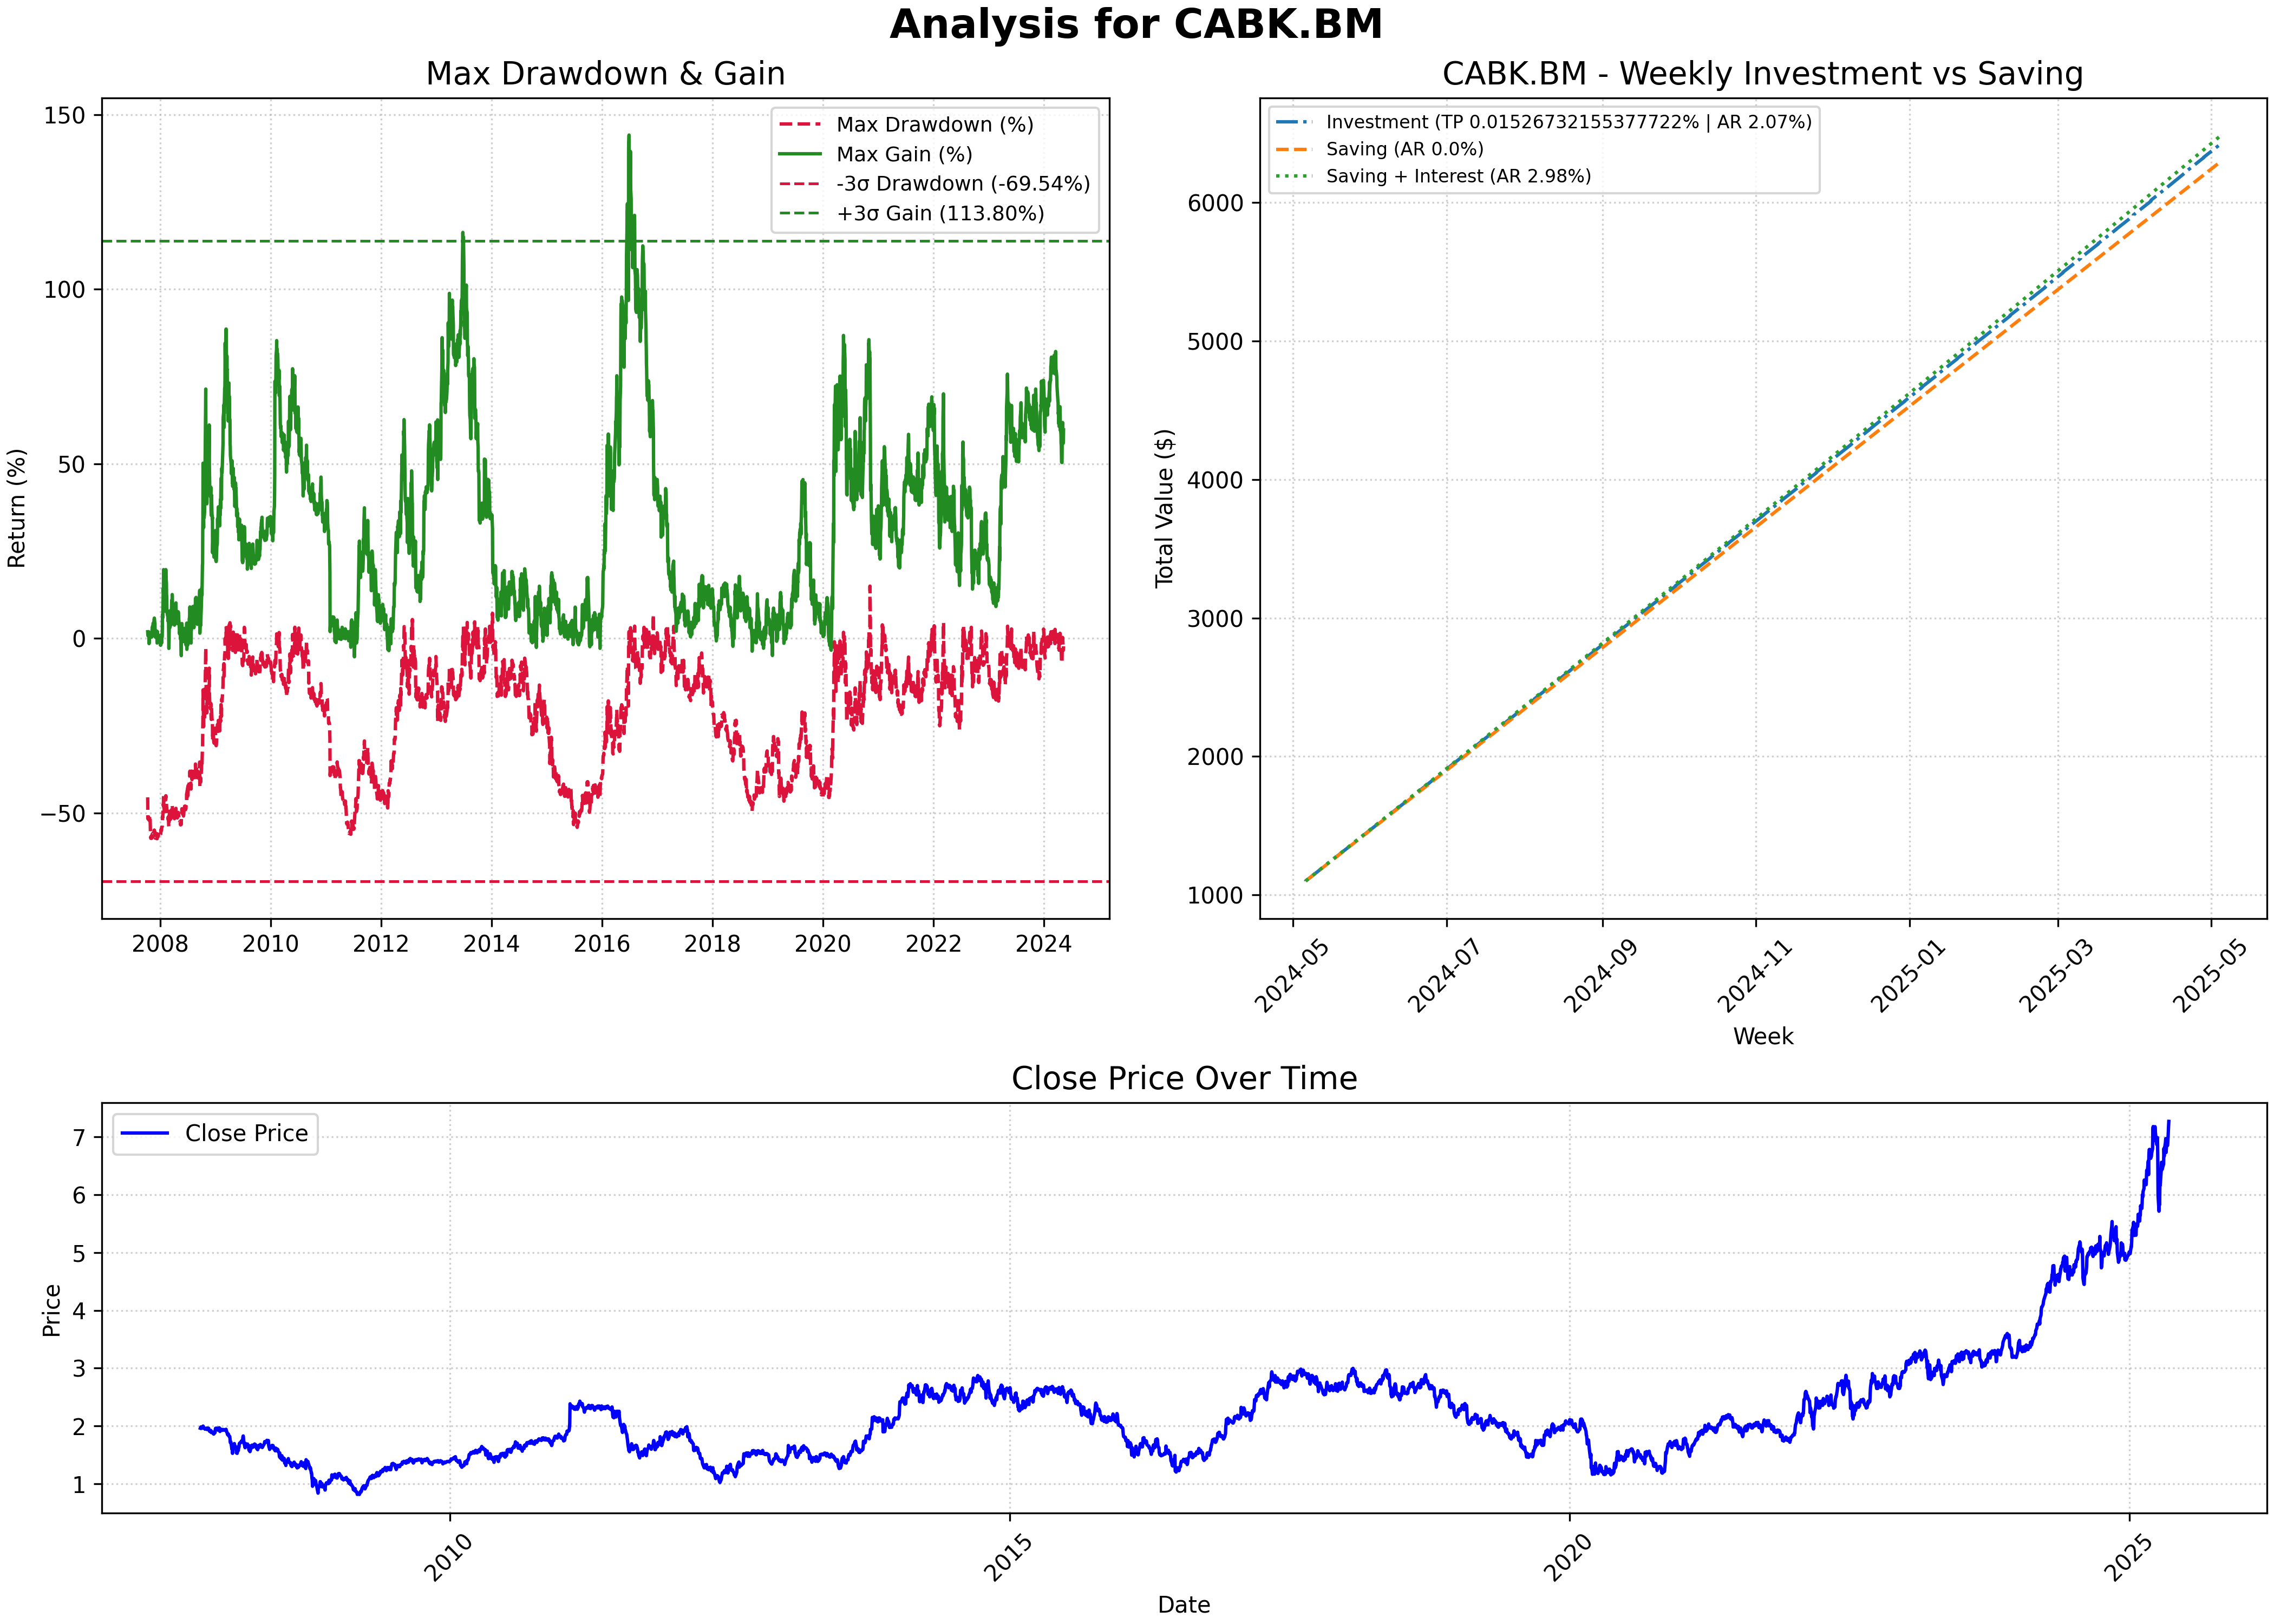 Analysis for CABK.BM
Max Drawdown & Gain
Return (%)
150
100
50
0
−50
Max Drawdown (%)
Max Gain (%)
-3σ Drawdown (-69.54%)
+3σ Gain (113.80%)
2008
2010
2012
2014
2016
2018
2020
2022
2024
CABK.BM - Weekly Investment vs Saving
Total Value ($)
6000
5000
4000
3000
2000
1000
Investment (TP 0.01526732155377722% | AR 2.07%)
Saving (AR 0.0%)
Saving + Interest (AR 2.98%)
2024-05
2024-07
2024-09
2024-11
2025-01
2025-03
2025-05
Week
Close Price Over Time
Price
7
6
5
4
3
2
1
Close Price
2010
2015
2020
2025
Date